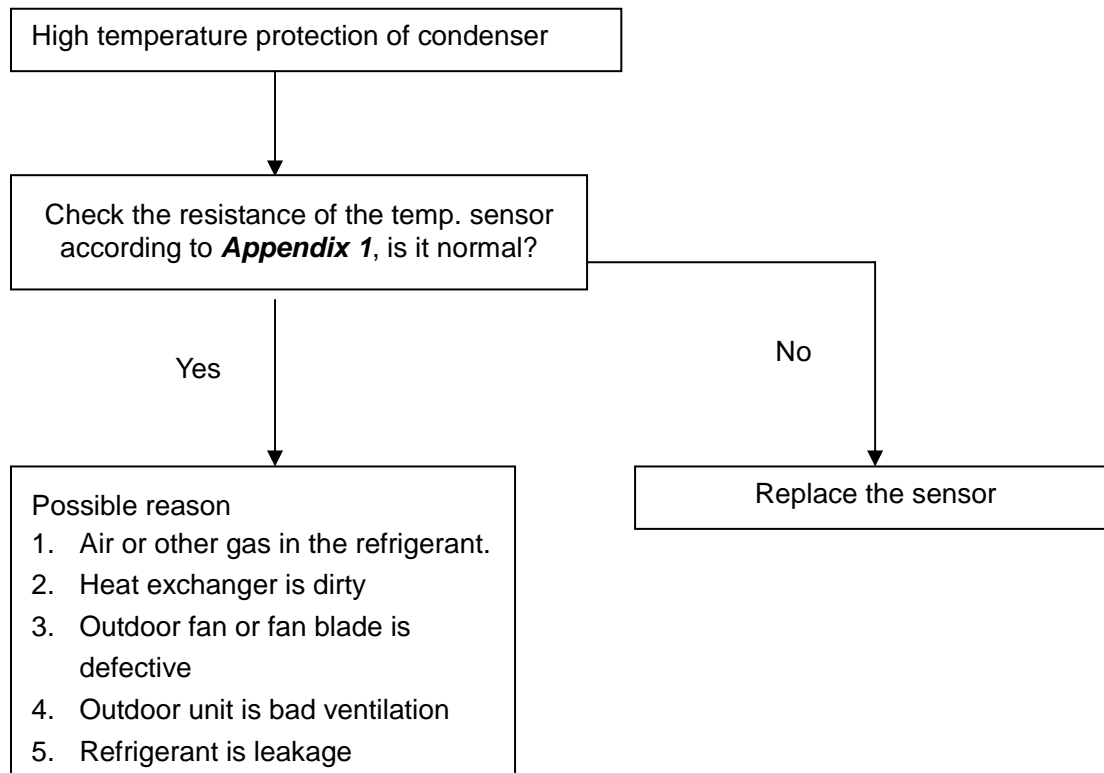 High temperature protection of condenser
Check the resistance of the temp. sensor
according to Appendix 1, is it normal?
Yes
No
Possible reason
1. Air or other gas in the refrigerant.
2. Heat exchanger is dirty
3. Outdoor fan or fan blade is
defective
4. Outdoor unit is bad ventilation
5. Refrigerant is leakage
Replace the sensor